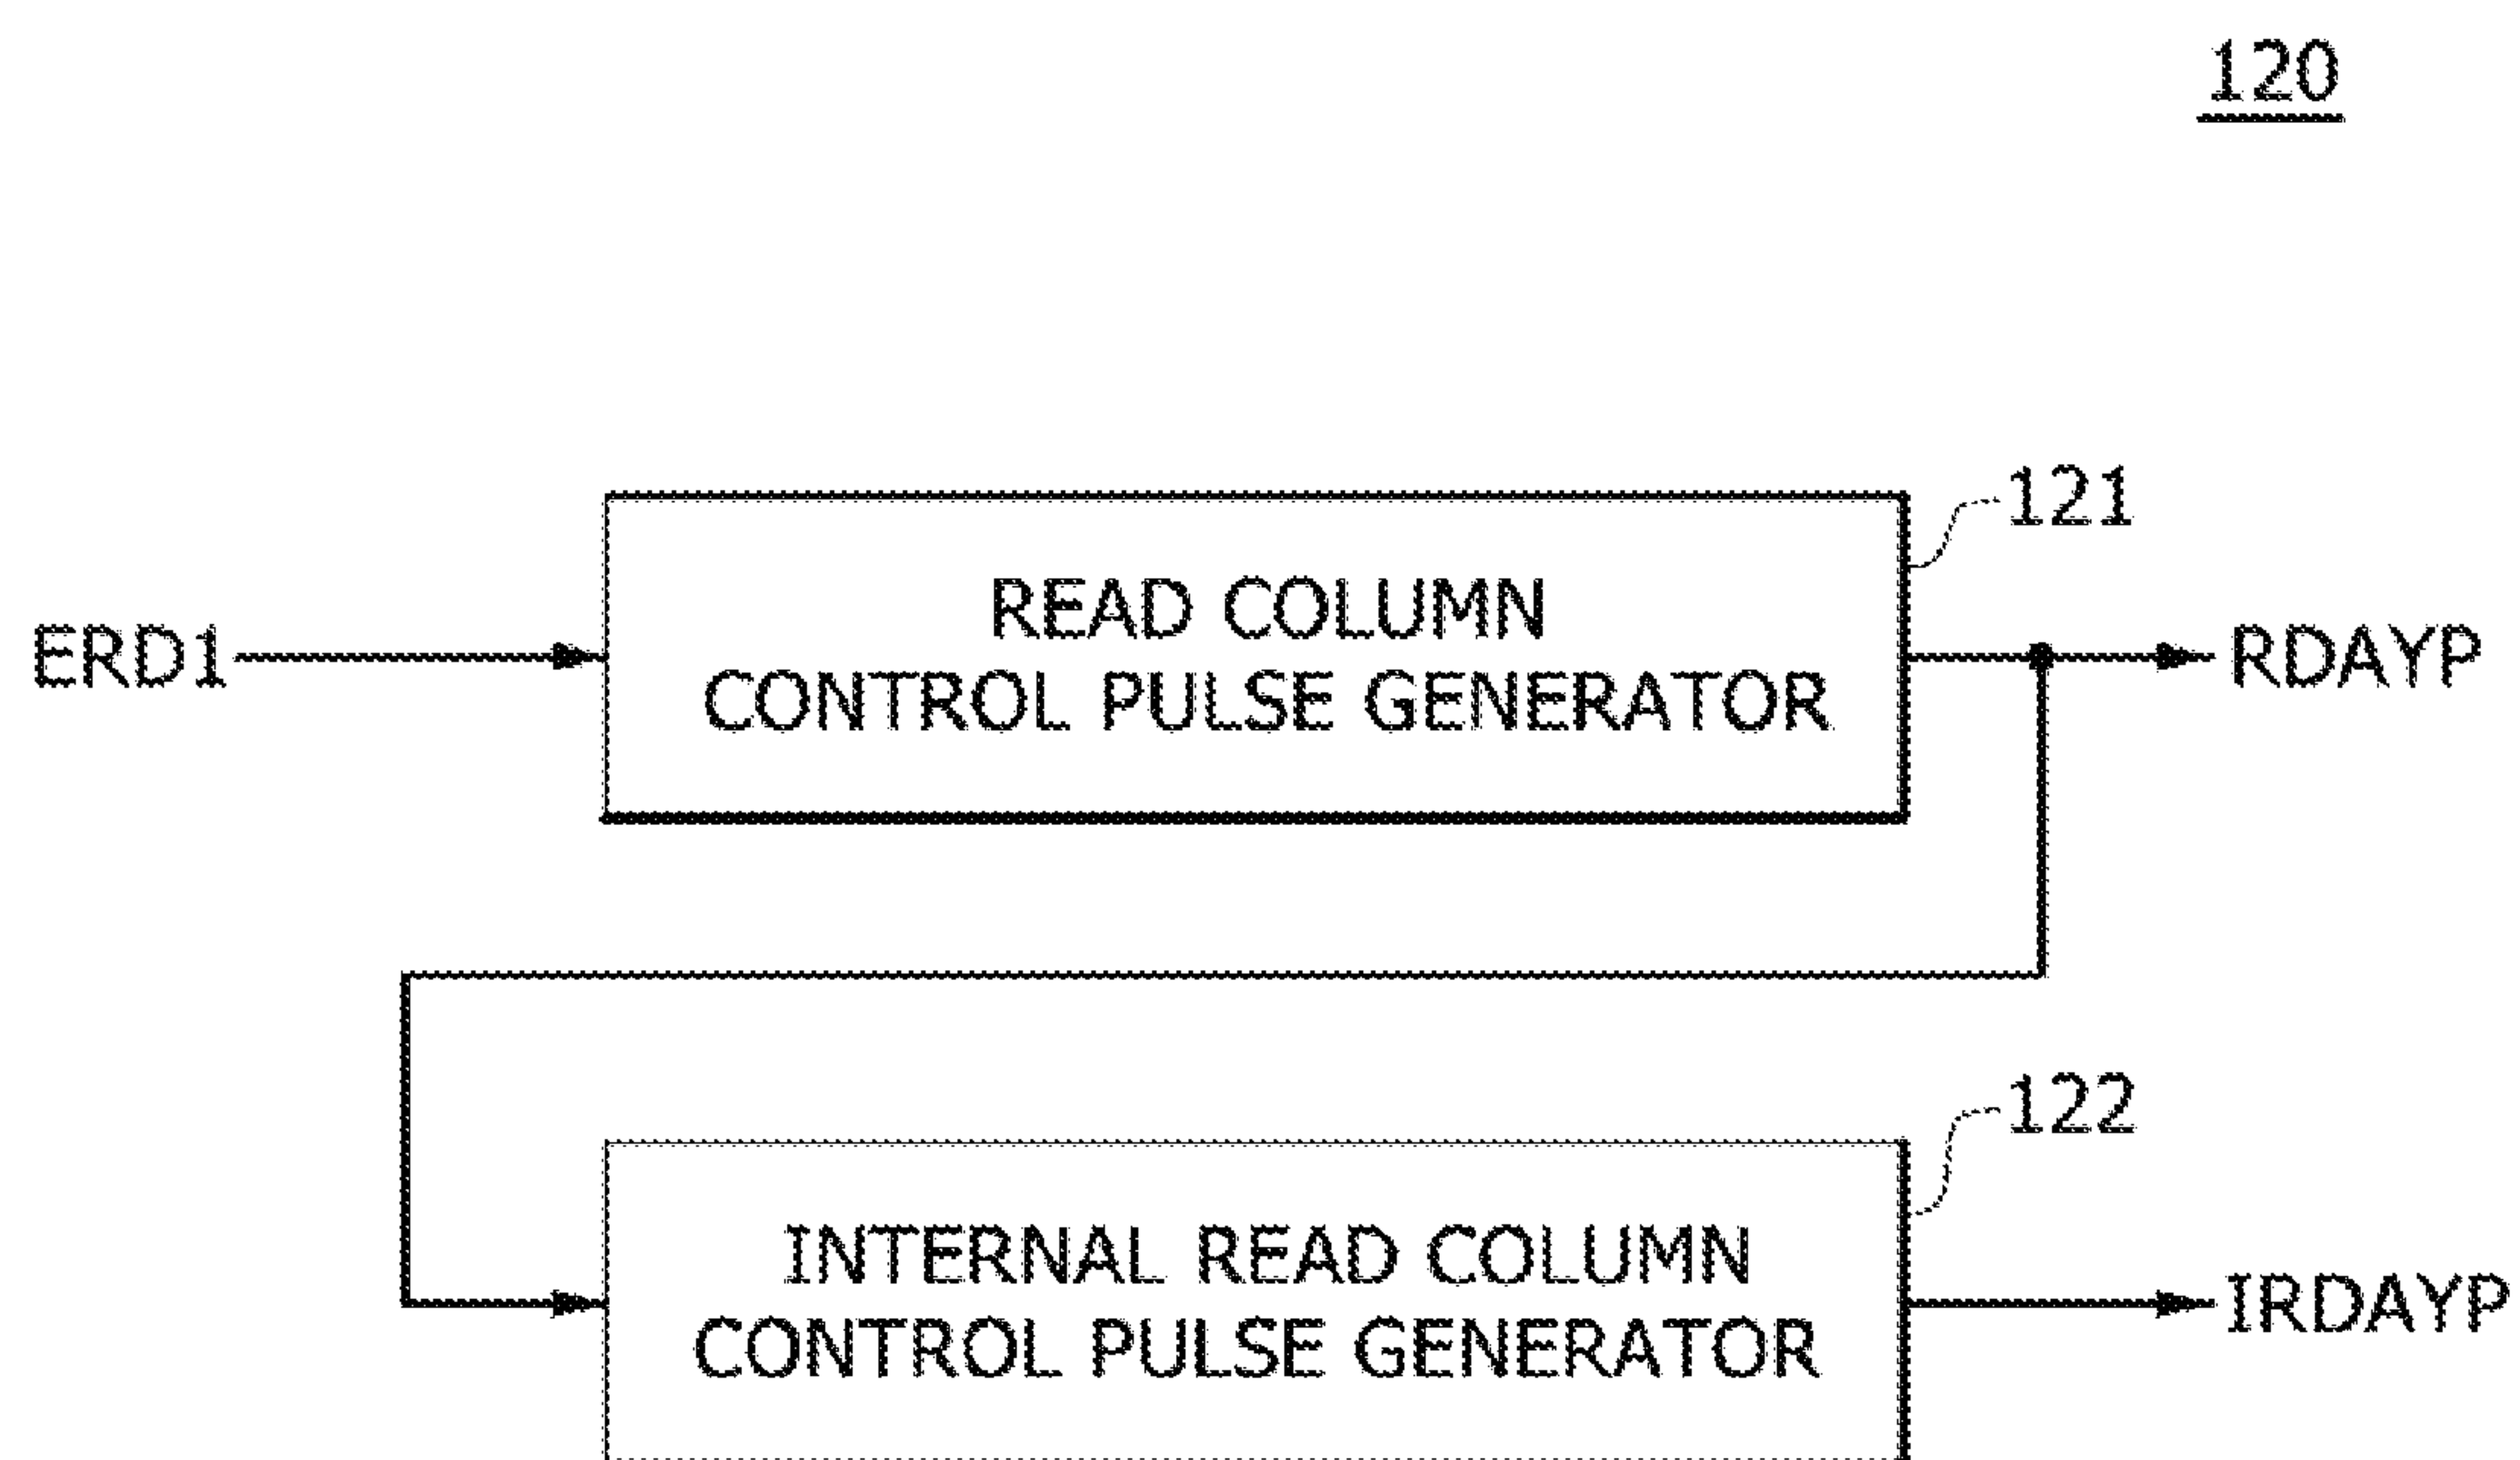 120
121
READ COLUMN
CONTROL PULSE GENERATOR
ERD1
RDAYP
122
INTERNAL READ COLUMN
CONTROL PULSE GENERATOR
IRDAYP